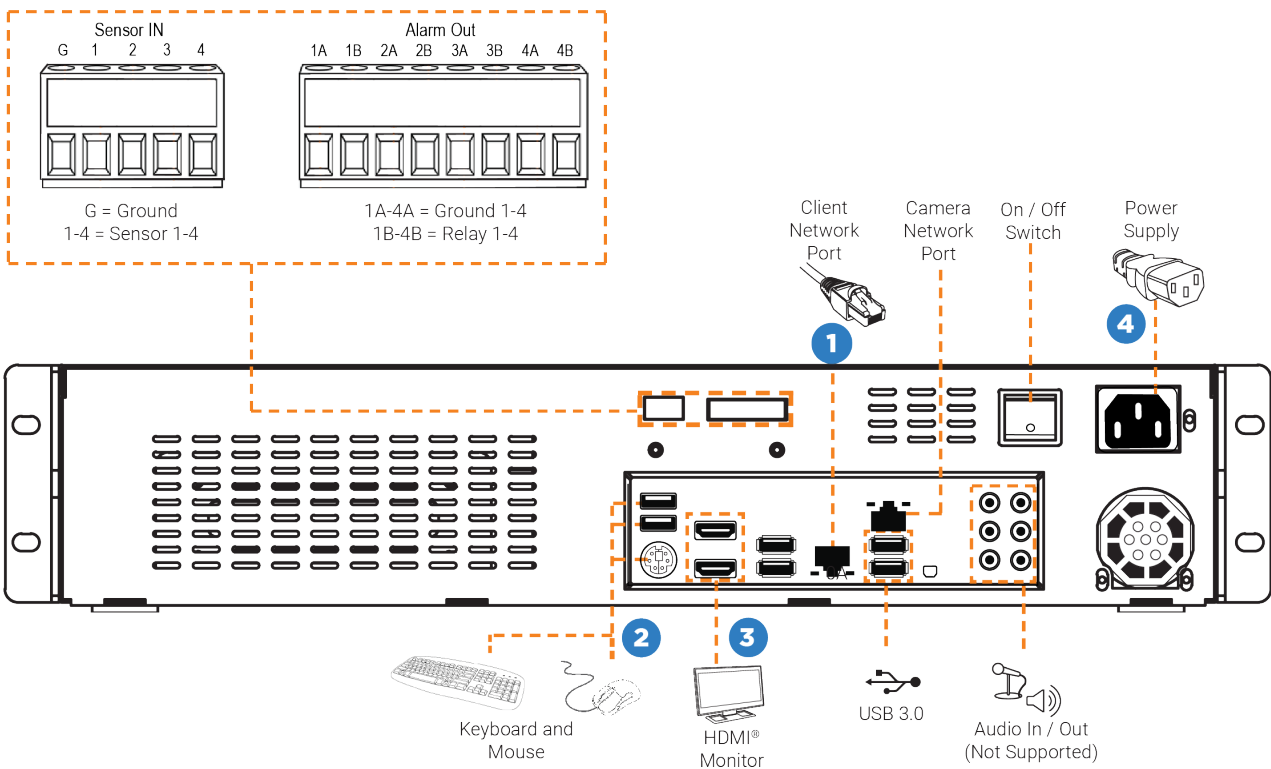 Sensor IN
G 1 2 3 4
Alarm Out
1A 1B 2A 2B 3A 3B 4A 4B
G = Ground
1-4 = Sensor 1-4
1A-4A = Ground 1-4
1B-4B = Relay 1-4
Client
Network
Port
Camera
Network
Port
On / Off
Switch
Power
Supply
1
4
2
3
Keyboard and
Mouse
HDMI®
Monitor
USB 3.0
Audio In / Out
(Not Supported)